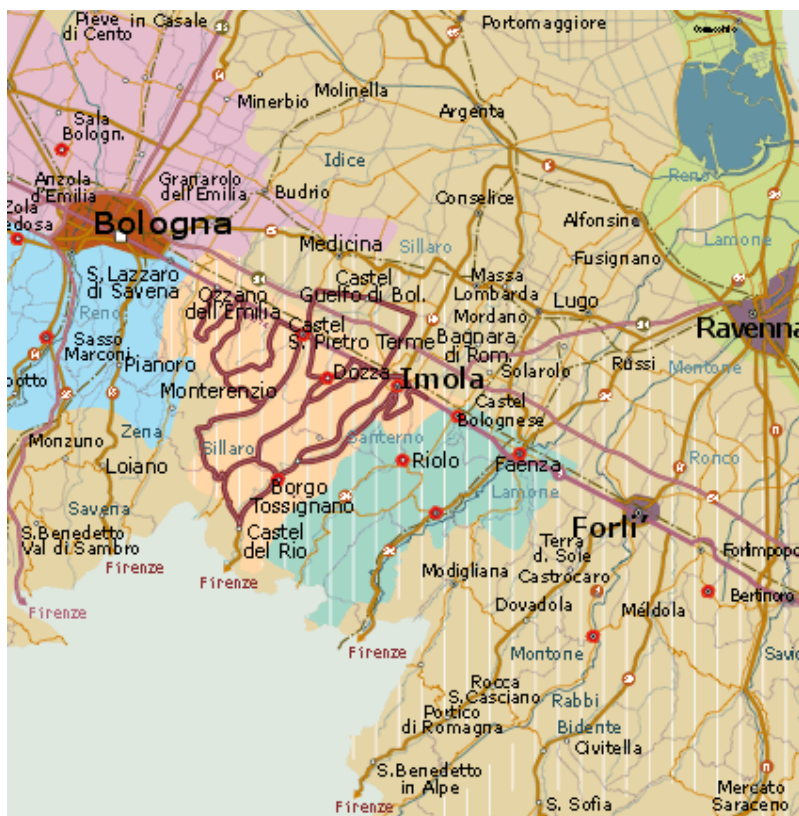 Pieve in Casale
di Cento
Portomaggiore
Comacchio
Molinella
Minerbio
Argenta
Sala
Bologn.
Idice
Reno
Anzola
d'Emilia
Granarolo
dell'Emilia
Budrio
Conselice
Zola
edosa
Bologna
Alfonsine
Lamone
Medicina
Sillaro
Fusignano
S. Lazzaro
di Savena
Ozzano
dell'Emilia
Castel
Guelfo di Bol.
Massa
Lombarda
Lugo
Reno
Mordano
Ravenna
Castel
S. Pietro Terme
Bagnara
di Rom.
Sasso
Marconi
Pianoro
Russi
Montone
Dozza
Imola
Solarolo
Monterenzio
Castel
Bolognese
Monzuno
Zena
Sillaro
Santerno
Loiano
Riolo
Faenza
Ronco
Borgo
Tossignano
Lamone
Savena
S.Benedetto
Val di Sambro
Castel
del Rio
Forli'
Terra
d. Sole
Forlimpopo
Firenze
Firenze
Modigliana
Castrocaro
Bertinoro
Firenze
Dovadola
Méldola
Firenze
Montone
Savio
Rocca
S.Casciano
Rabbi
Portico
di Romagna
Bidente
Civitella
S.Benedetto
in Alpe
Mercato
Saraceno
Firenze
S. Sofia